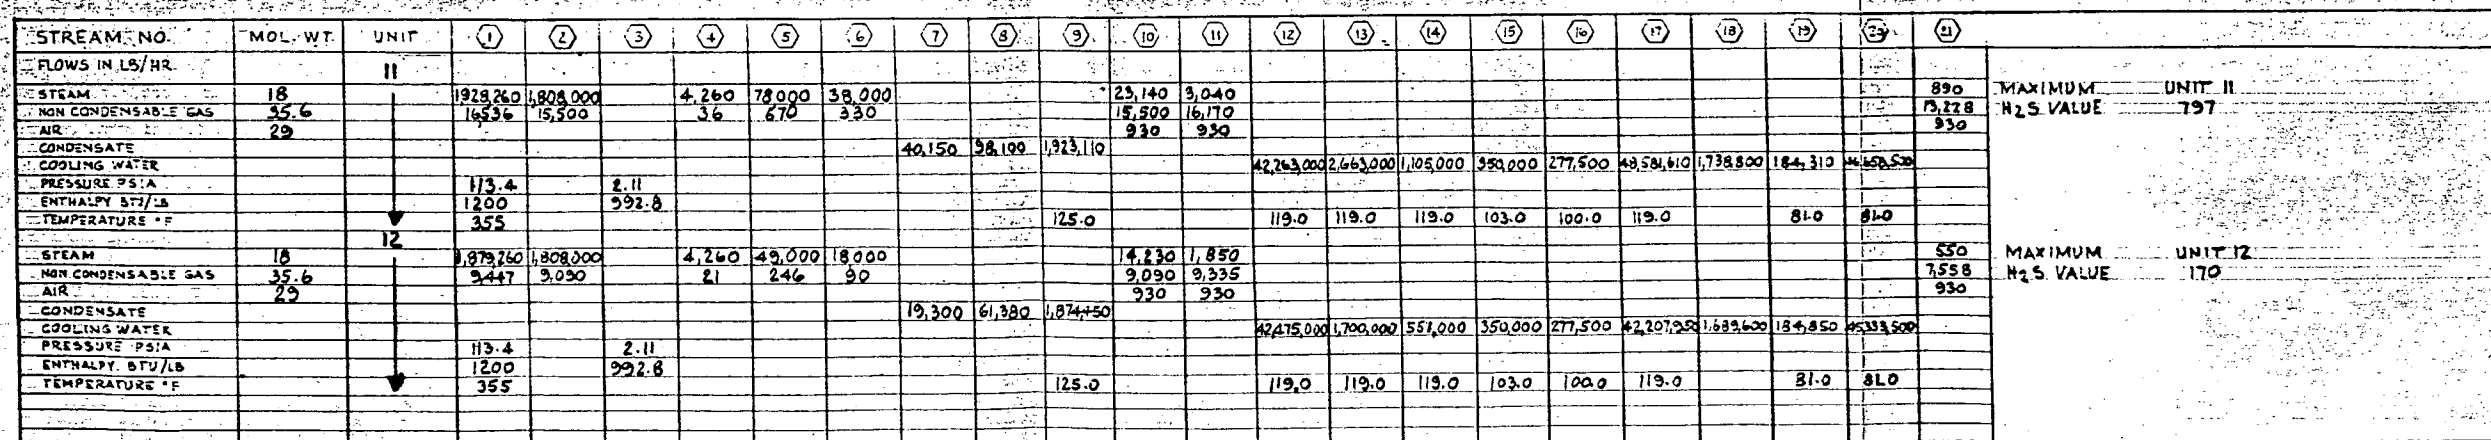 STREAM NO. MOL. WT. UNIT 1 2 3 4 5 6 7 8 9 10 11 12 13 14 15 16 17 18 19 20 21
FLOWS IN LB/HR. 11
STEAM 18 1928,260 1,808,000 4,260 78000 38,000 23,140 3,040 890 MAXIMUM UNIT 11
NON CONDENSABLE GAS 35.6 16536 15,500 36 670 330 15,500 16,170 13,228 H2S VALUE 797
AIR 29 930 930 930
CONDENSATE 40,150 98,100 1,923,110
COOLING WATER 42,263,000 2,663,000 1,105,000 350,000 277,500 48,581,610 1,738,800 184,310
PRESSURE PSIA 113.4 2.11
ENTHALPY BTU/LB 1200 992.8
TEMPERATURE °F 355 125.0 119.0 119.0 119.0 103.0 100.0 119.0 81.0 81.0
12
STEAM 18 1,879,260 1,808,000 4,260 49,000 18,000 14,230 1,850 550 MAXIMUM UNIT 12
NON CONDENSABLE GAS 35.6 9,447 9,090 21 246 90 9,090 9,335 7,558 H2S VALUE 170
AIR 29 930 930 930
CONDENSATE 19,300 61,380 1,874,150
COOLING WATER 42,475,000 1,700,000 551,000 350,000 277,500 42,207,950 1,689,600 184,850 45,333,500
PRESSURE PSIA 113.4 2.11
ENTHALPY BTU/LB 1200 992.8
TEMPERATURE °F 355 125.0 119.0 119.0 119.0 103.0 100.0 119.0 81.0 81.0